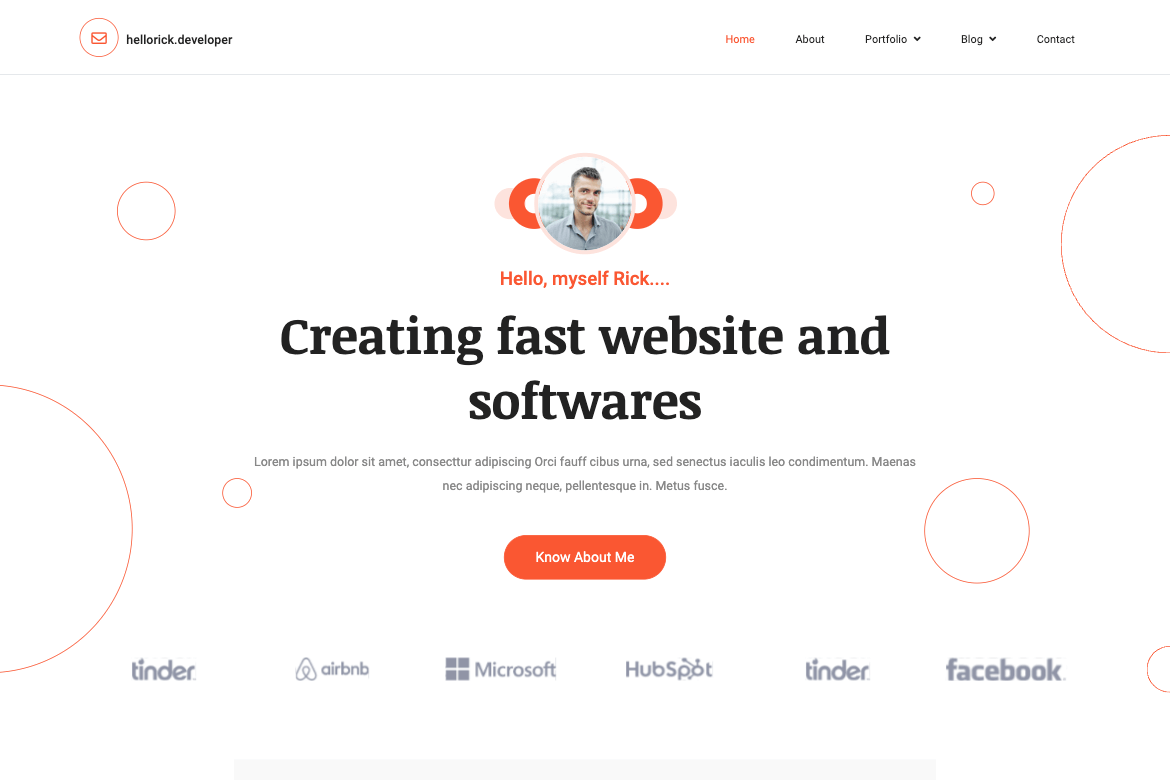 hellorick.developer
Home
About
Portfolio
Blog
Contact
Hello, myself Rick....
Creating fast website and
softwares
Lorem ipsum dolor sit amet, consecttur adipiscing Orci fauff cibus urna, sed senectus iaculis leo condimentum. Maenas
nec adipiscing neque, pellentesque in. Metus fusce.
Know About Me
tinder
airbnb
Microsoft
HubSpot
tinder
facebook